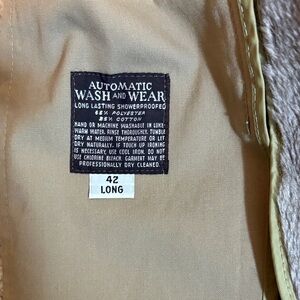 AUTOMATIC
WASH AND WEAR
LONG LASTING SHOWERPROOFED
65% POLYESTER
35% COTTON
HAND OR MACHINE WASHABLE IN LUKE-
WARM WATER. RINSE THOROUGHLY. TUMBLE
DRY AT MEDIUM TEMPERATURE OR LET
DRY NATURALLY. IF TOUCH UP IRONING
IS NECESSARY, USE COOL IRON. DO NOT
USE CHLORINE BLEACH. GARMENT MAY BE
PROFESSIONALLY DRY CLEANED.
42
LONG